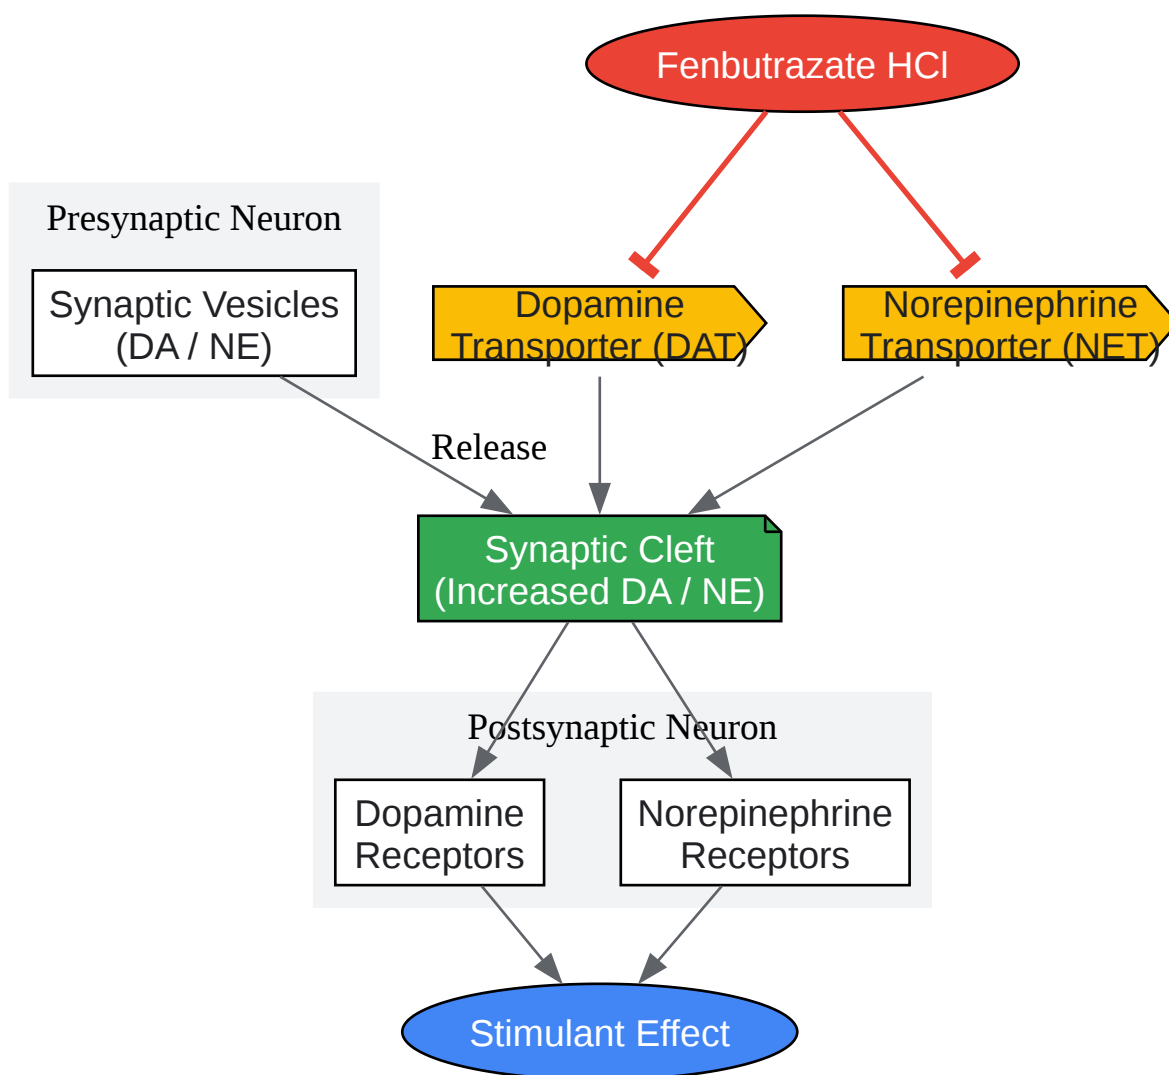 Fenbutrazate HCl
Presynaptic Neuron
Synaptic Vesicles
(DA / NE)
Dopamine
Transporter (DAT)
Norepinephrine
Transporter (NET)
Release
Synaptic Cleft
(Increased DA / NE)
Postsynaptic Neuron
Dopamine
Receptors
Norepinephrine
Receptors
Stimulant Effect